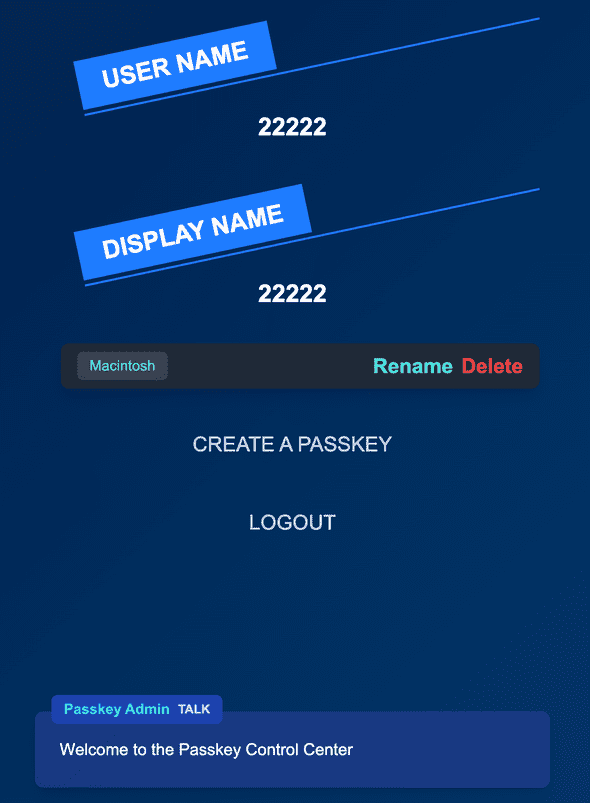 USER NAME
22222
DISPLAY NAME
22222
Macintosh Rename Delete
CREATE A PASSKEY
LOGOUT
Passkey Admin TALK
Welcome to the Passkey Control Center